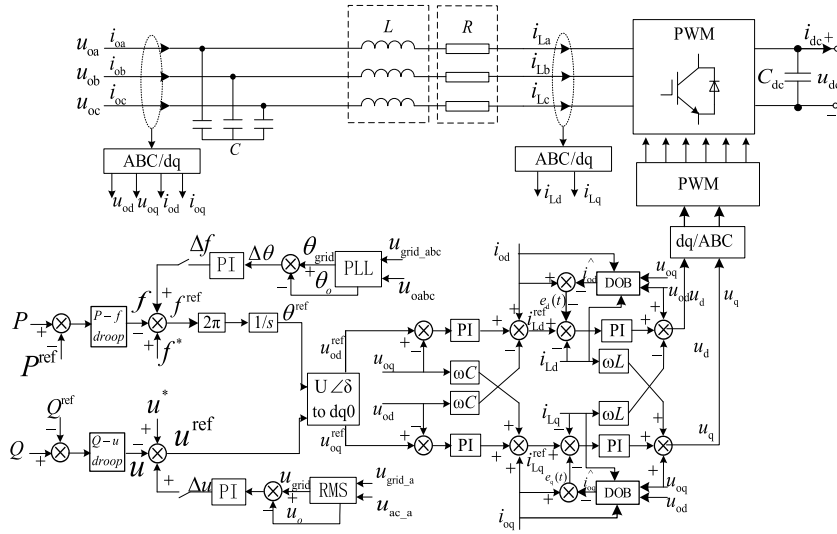 L R
u_oa i_oa i_La PWM i_dc +
u_ob i_ob i_Lb C_dc u_dc
u_oc i_oc i_Lc −
C
ABC/dq ABC/dq PWM
u_od u_oq i_od i_oq i_Ld i_Lq
dq/ABC
Δf PI Δθ θ_grid PLL u_grid_abc
+ − θ_o u_oabc
i_od i_od^ DOB u_oq
u_od u_d u_q
P + − P^ref P−f droop f + − + f^ref f^* 2π 1/s θ^ref
u_od^ref + − PI + + − i_Ld^ref e_d(t) + − − PI + + − u_d
u_oq ωC i_Ld ωL
U∠δ to dq0
u_od ωC i_Lq ωL
u_oq^ref + − PI + + + i_Lq^ref e_q(t) + − − PI + + + u_q
Q^ref − u^* +
Q + Q−u droop − u + u^ref
Δu PI u_grid RMS u_grid_a
+ − u_o u_ac_a
i_oq + − i_oq^ DOB u_oq
u_od